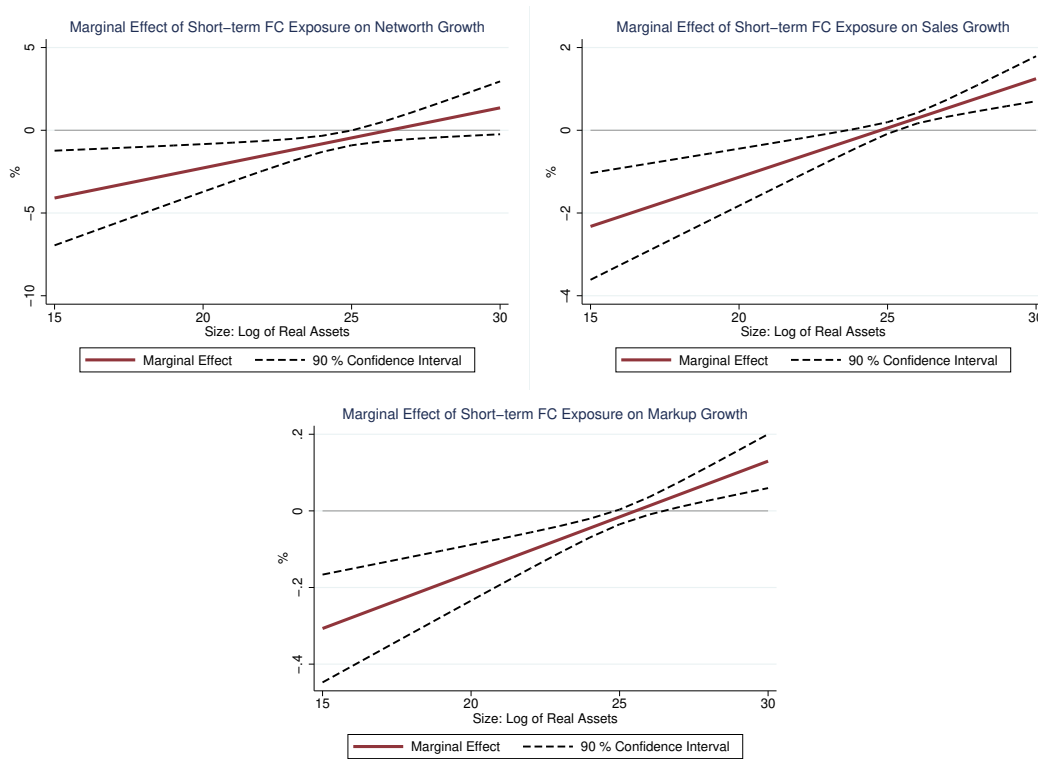 Marginal Effect of Short−term FC Exposure on Networth Growth
5
0
−5
−10
%
15 20 25 30
Size: Log of Real Assets
Marginal Effect 90 % Confidence Interval
Marginal Effect of Short−term FC Exposure on Sales Growth
2
0
−2
−4
%
15 20 25 30
Size: Log of Real Assets
Marginal Effect 90 % Confidence Interval
Marginal Effect of Short−term FC Exposure on Markup Growth
.2
0
−.2
−.4
%
15 20 25 30
Size: Log of Real Assets
Marginal Effect 90 % Confidence Interval